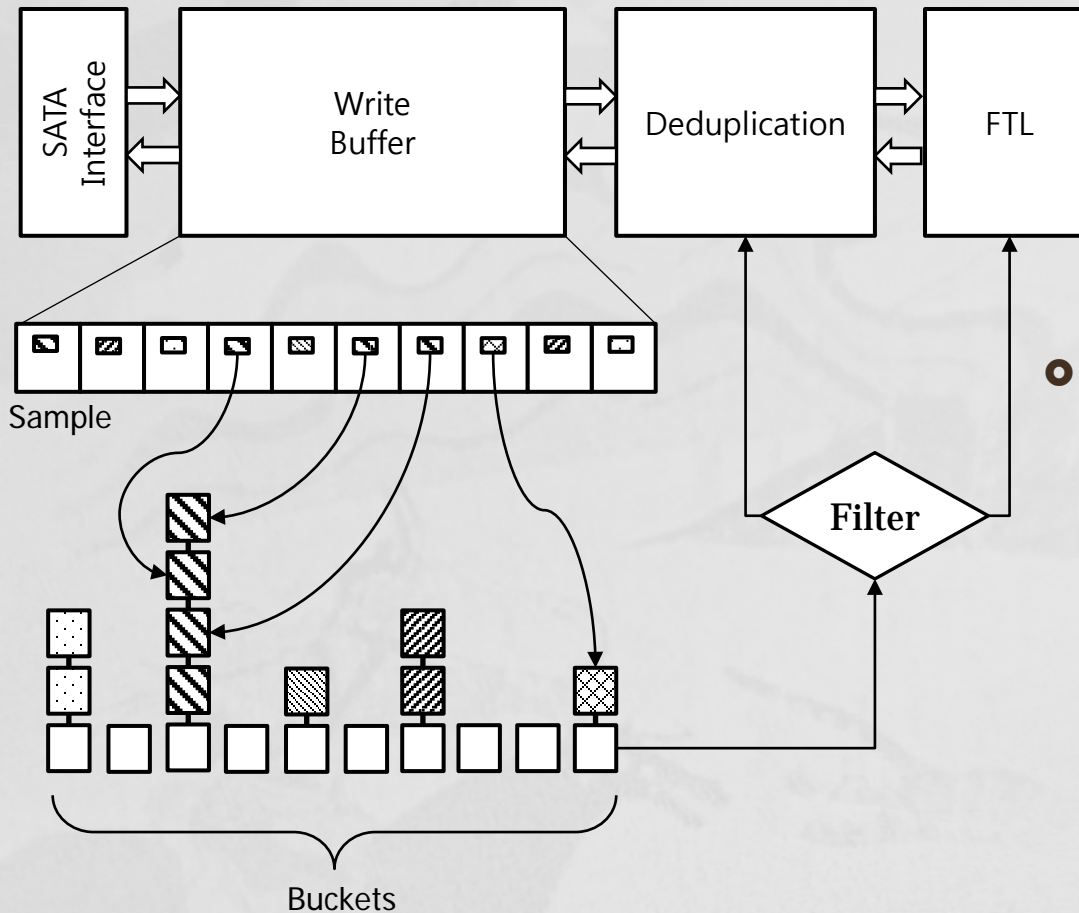 SATA
Interface
Write
Buffer
Deduplication
FTL
Sample
Filter
Buckets